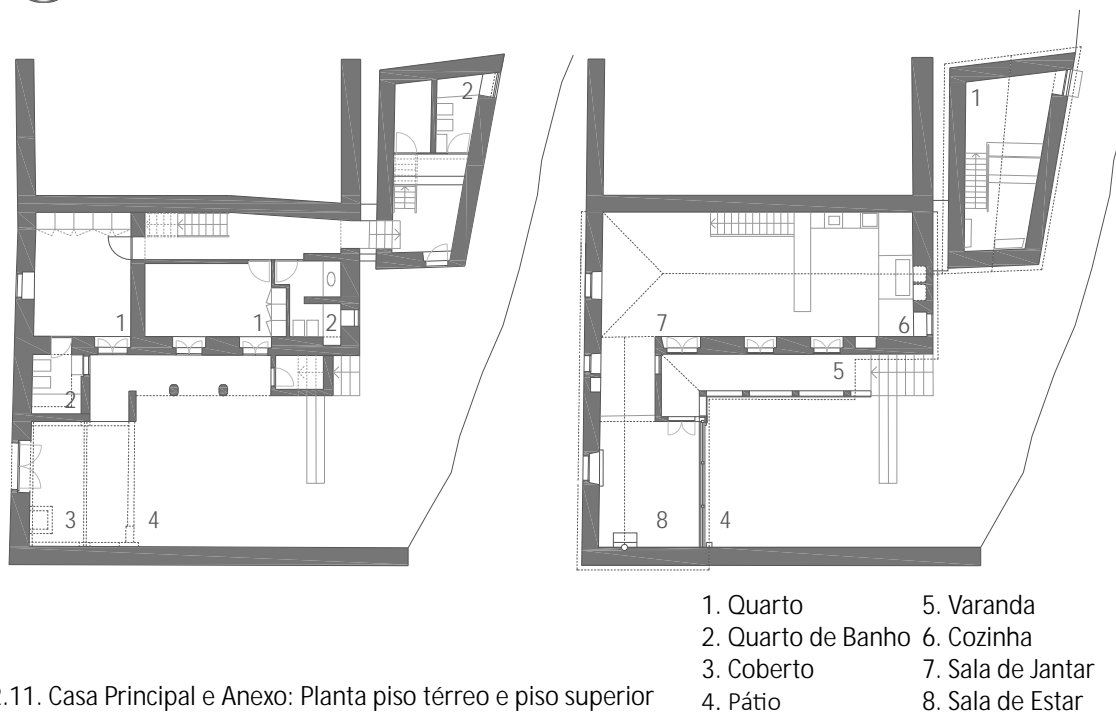 2
1
1
1
2
7
6
5
2
3
4
8
4
1. Quarto
2. Quarto de Banho
3. Coberto
4. Pátio
5. Varanda
6. Cozinha
7. Sala de Jantar
8. Sala de Estar
.11. Casa Principal e Anexo: Planta piso térreo e piso superior